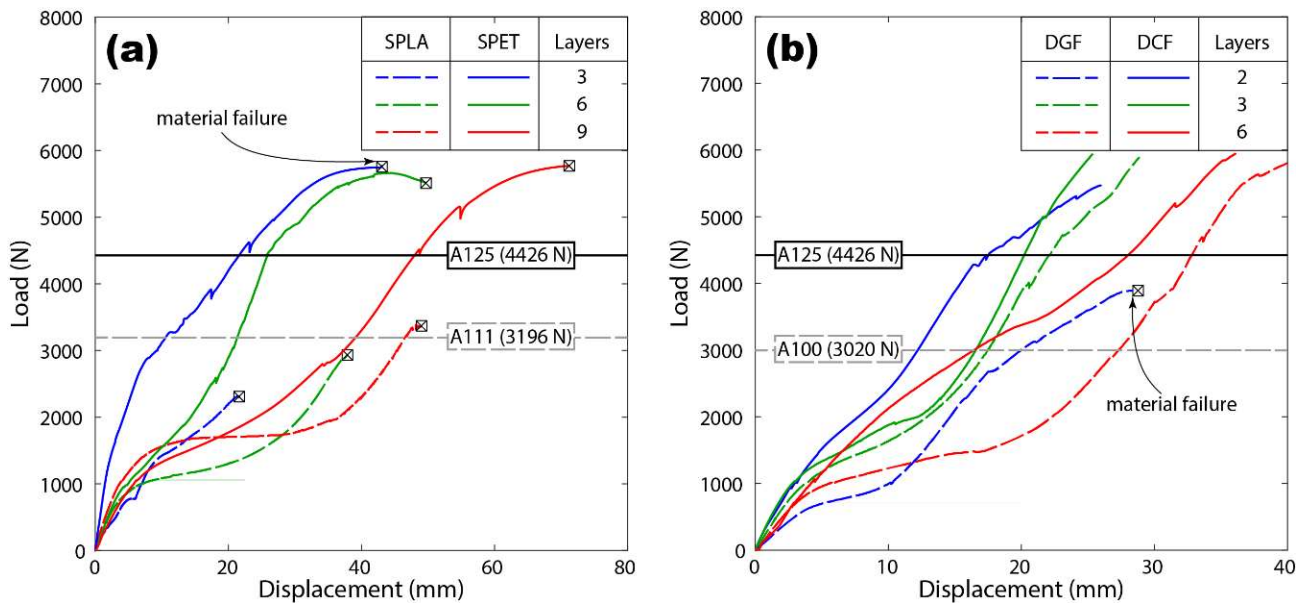 (a)
SPLA SPET Layers
3
6
9
material failure
A125 (4426 N)
A111 (3196 N)
8000
7000
6000
5000
4000
3000
2000
1000
0
Load (N)
0 20 40 60 80
Displacement (mm)
(b)
DGF DCF Layers
2
3
6
A125 (4426 N)
A100 (3020 N)
material failure
8000
7000
6000
5000
4000
3000
2000
1000
0
Load (N)
0 10 20 30 40
Displacement (mm)